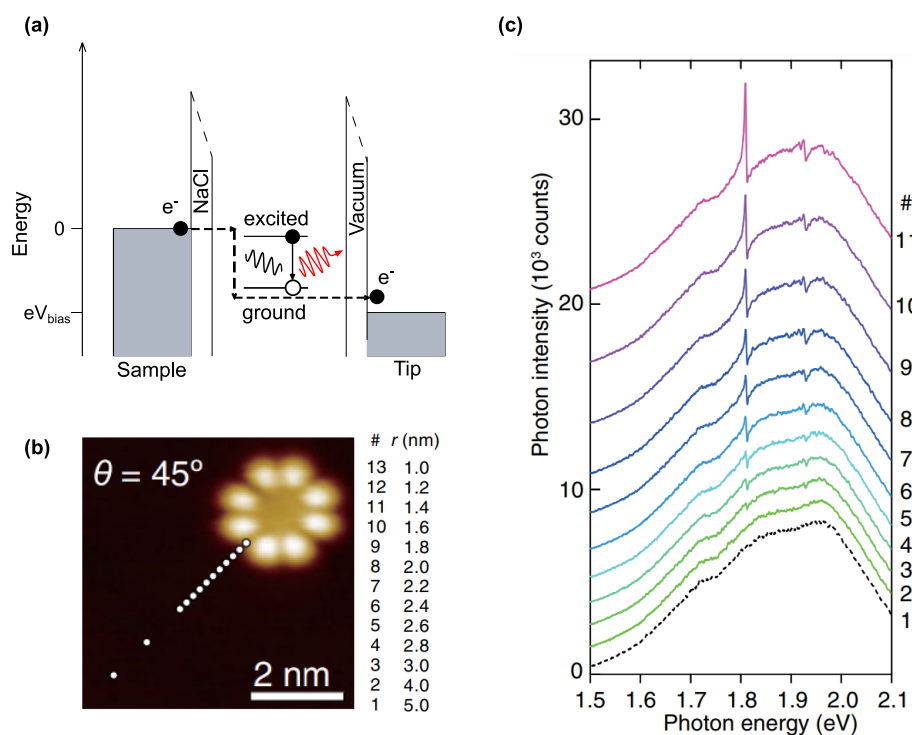 (a)
Energy
0
eVbias
e-
NaCl
excited
ground
Vacuum
e-
Sample
Tip
(b)
θ = 45º
2 nm
# r (nm)
13 1.0
12 1.2
11 1.4
10 1.6
9 1.8
8 2.0
7 2.2
6 2.4
5 2.6
4 2.8
3 3.0
2 4.0
1 5.0
(c)
Photon intensity (10³ counts)
30
20
10
0
1.5 1.6 1.7 1.8 1.9 2.0 2.1
Photon energy (eV)
#
11
10
9
8
7
6
5
4
3
2
1